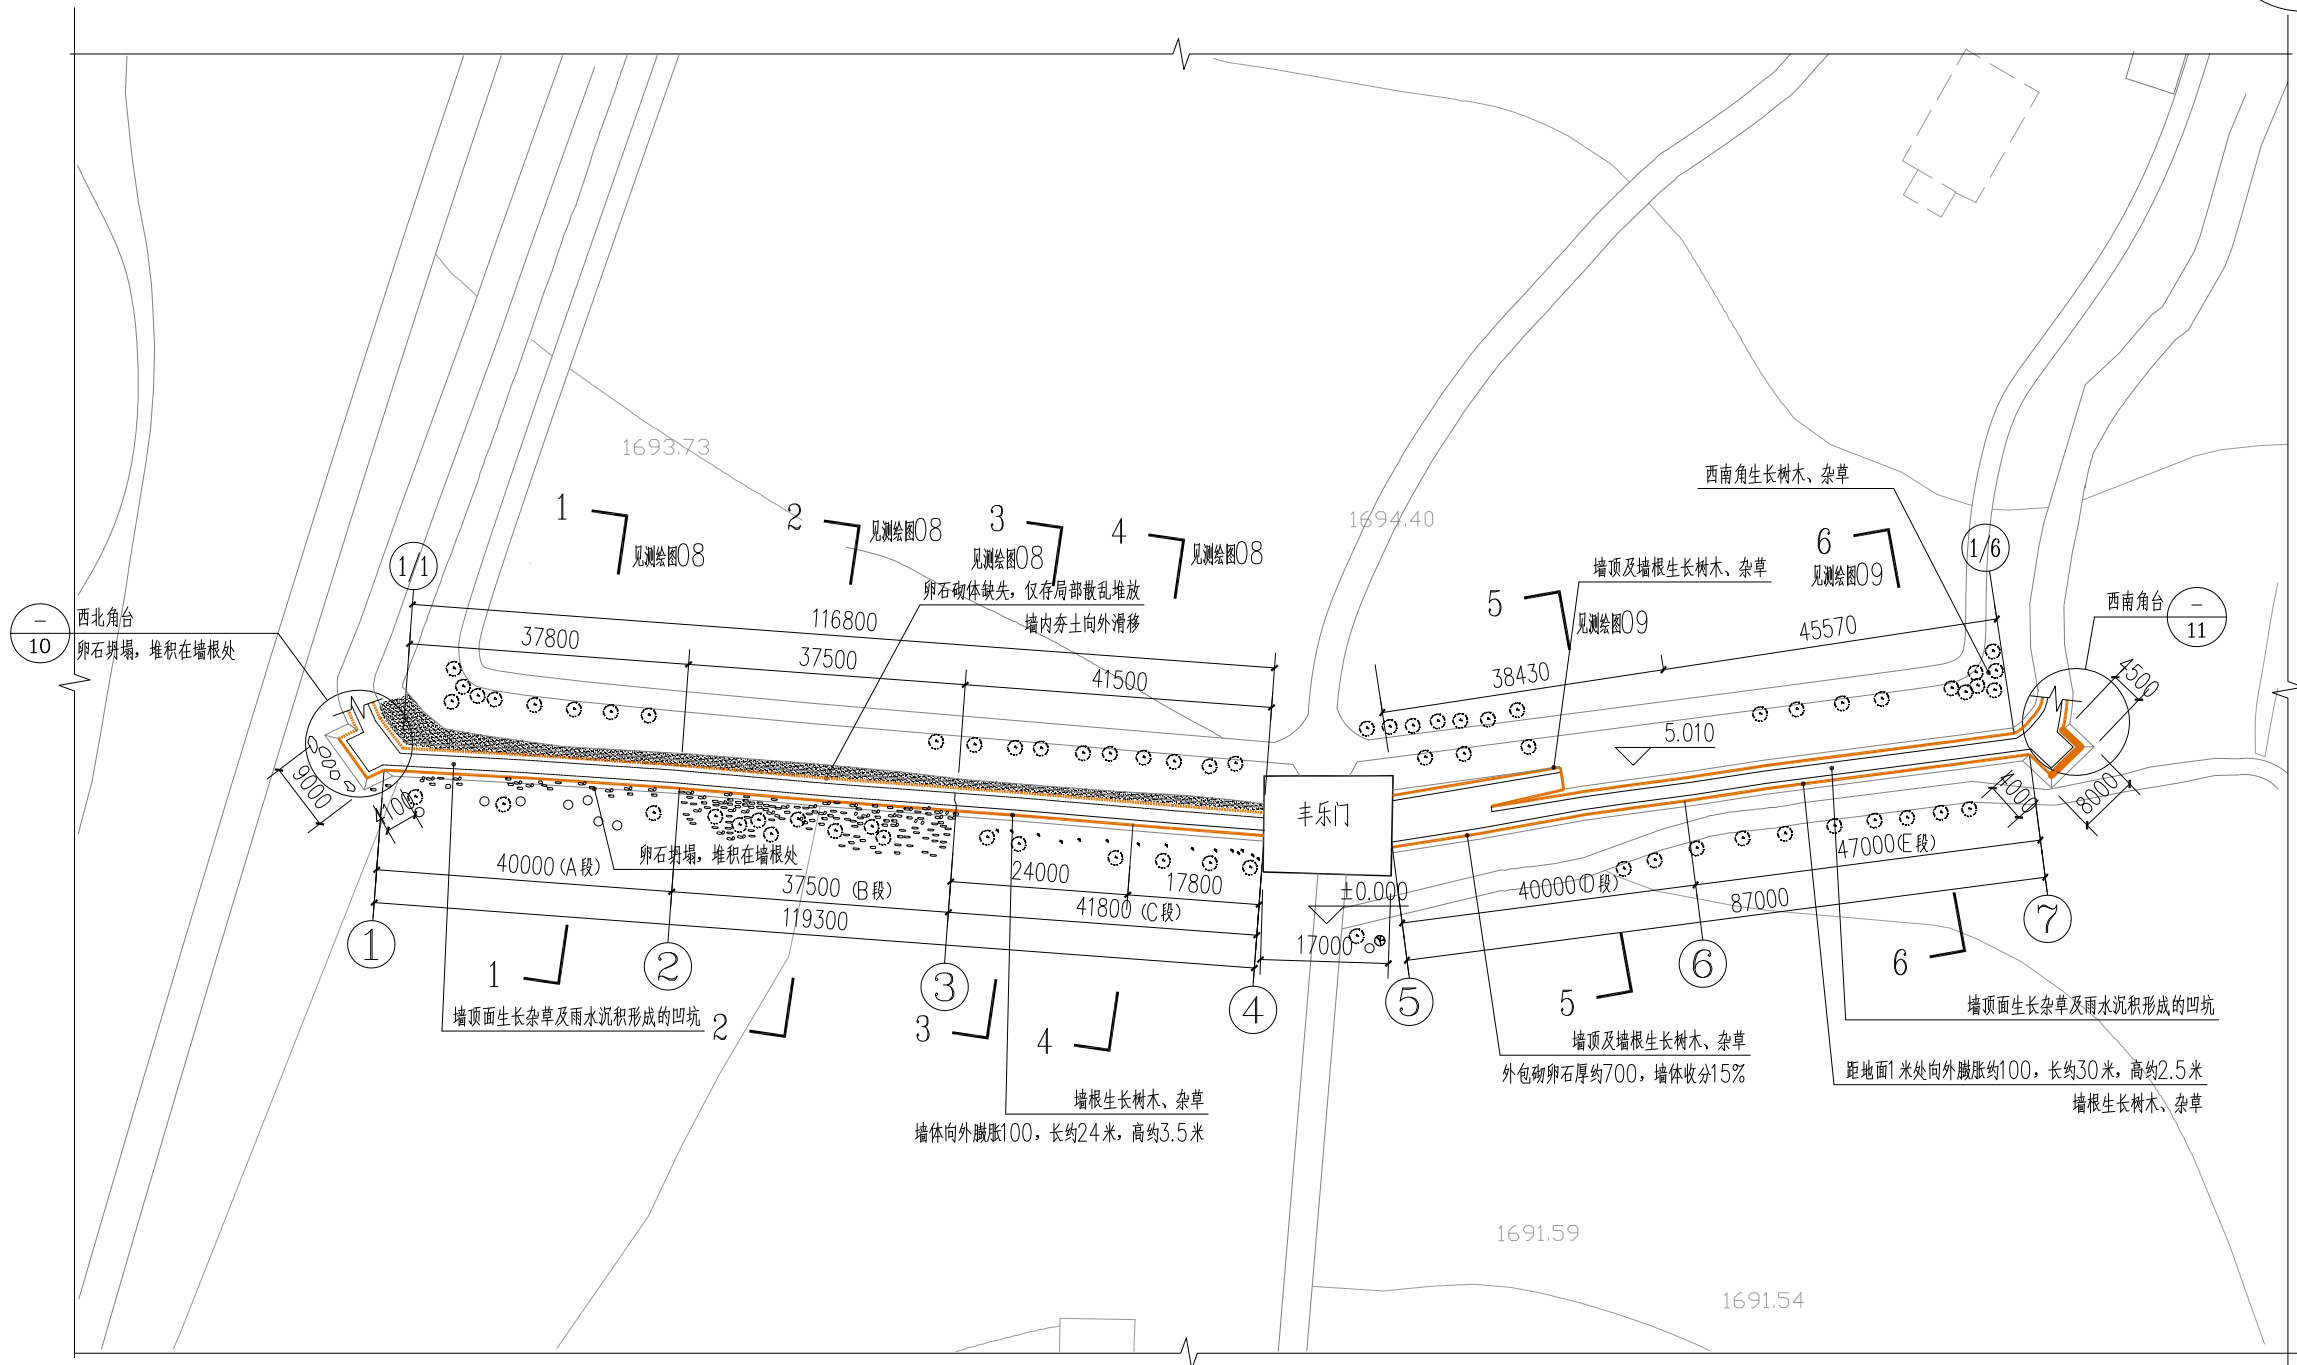 1693.73
1694.40
西南角生长树木、杂草
1
见测绘图08
2
见测绘图08
3
见测绘图08
4
见测绘图08
6
见测绘图09
1/1
1/6
墙顶及墙根生长树木、杂草
5
见测绘图09
卵石砌体缺失，仅存局部散乱堆放
墙内夯土向外滑移
—
10
西北角台
卵石坍塌，堆积在墙根处
西南角台
—
11
116800
37800
37500
41500
38430
45570
4500
5.010
丰乐门
9000
4100
4000
8000
卵石坍塌，堆积在墙根处
40000(A段)
37500(B段)
24000
17800
41800(C段)
119300
±0.000
17000
40000(D段)
47000(E段)
87000
1
2
3
4
5
6
7
1
2
3
4
5
6
墙顶面生长杂草及雨水沉积形成的凹坑
墙顶面生长杂草及雨水沉积形成的凹坑
墙顶及墙根生长树木、杂草
外包砌卵石厚约700，墙体收分15%
距地面1米处向外臌胀约100，长约30米，高约2.5米
墙根生长树木、杂草
墙根生长树木、杂草
墙体向外臌胀100，长约24米，高约3.5米
1691.59
1691.54